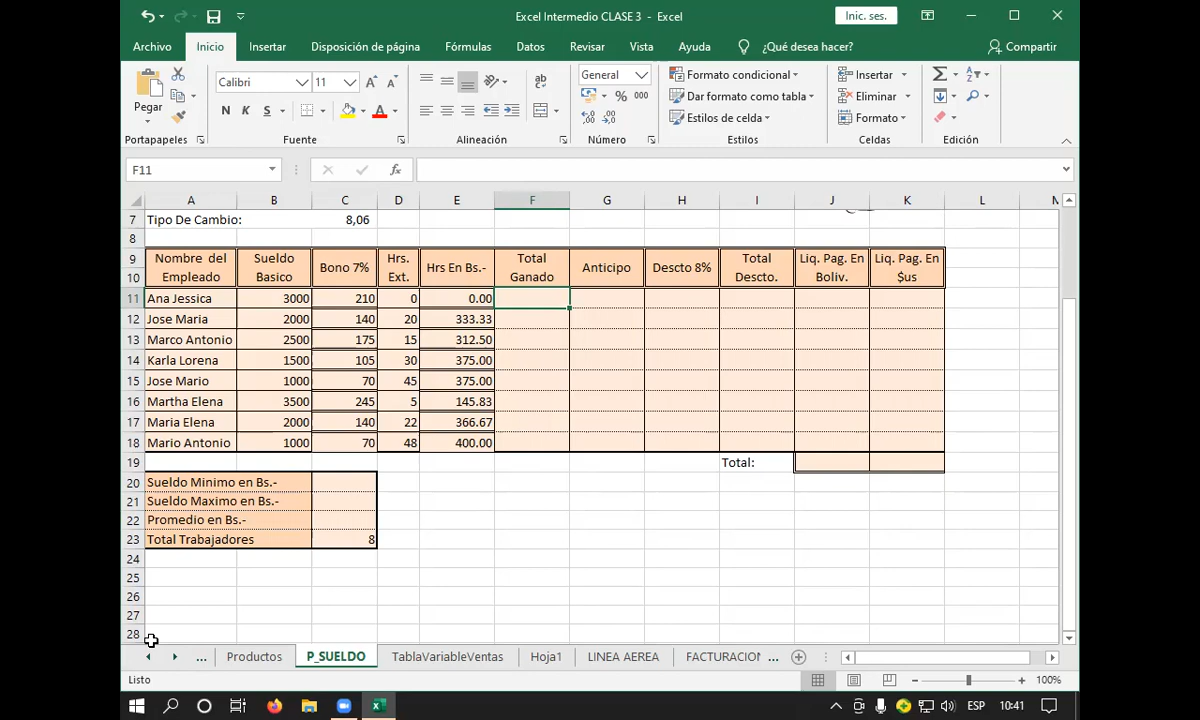 Excel Intermedio CLASE 3 - Excel
Inic. ses.
Archivo Inicio Insertar Disposición de página Fórmulas Datos Revisar Vista Ayuda ¿Qué desea hacer? Compartir
Pegar
Calibri 11
N K S
ab
General
% 000
Formato condicional
Dar formato como tabla
Estilos de celda
Insertar
Eliminar
Formato
Portapapeles Fuente Alineación Número Estilos Celdas Edición
F11 fx
A B C D E F G H I J K L M
7 Tipo De Cambio: 8,06
8
9 Nombre del Sueldo Bono 7% Hrs. Hrs En Bs.- Total Anticipo Descto 8% Total Liq. Pag. En Liq. Pag. En
10 Empleado Basico Ext. Ganado Descto. Boliv. $us
11 Ana Jessica 3000 210 0 0.00
12 Jose Maria 2000 140 20 333.33
13 Marco Antonio 2500 175 15 312.50
14 Karla Lorena 1500 105 30 375.00
15 Jose Mario 1000 70 45 375.00
16 Martha Elena 3500 245 5 145.83
17 Maria Elena 2000 140 22 366.67
18 Mario Antonio 1000 70 48 400.00
19 Total:
20 Sueldo Minimo en Bs.-
21 Sueldo Maximo en Bs.-
22 Promedio en Bs.-
23 Total Trabajadores 8
24
25
26
27
28
... Productos P_SUELDO TablaVariableVentas Hoja1 LINEA AEREA FACTURACION ...
Listo 100%
ESP 10:41